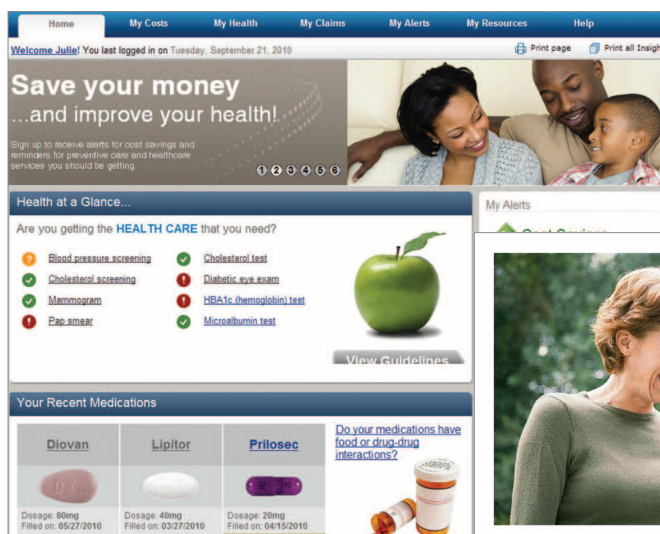 Home My Costs My Health My Claims My Alerts My Resources Help
Welcome Julie! You last logged in on Tuesday, September 21, 2010
Print page Print all Insigh
Save your money
...and improve your health!
Sign up to receive alerts for cost savings and
reminders for preventive care and healthcare
services you should be getting.
1 2 3 4 5 6
Health at a Glance...
Are you getting the HEALTH CARE that you need?
? Blood pressure screening
Cholesterol screening
Mammogram
! Pap smear
Cholesterol test
! Diabetic eye exam
! HBA1c (hemoglobin) test
Microalbumin test
View Guidelines
My Alerts
Cost Savings
Your Recent Medications
Diovan
Dosage: 80mg
Filled on: 05/27/2010
Lipitor
Dosage: 40mg
Filled on: 03/27/2010
Prilosec
Dosage: 20mg
Filled on: 04/15/2010
Do your medications have
food or drug-drug
interactions?